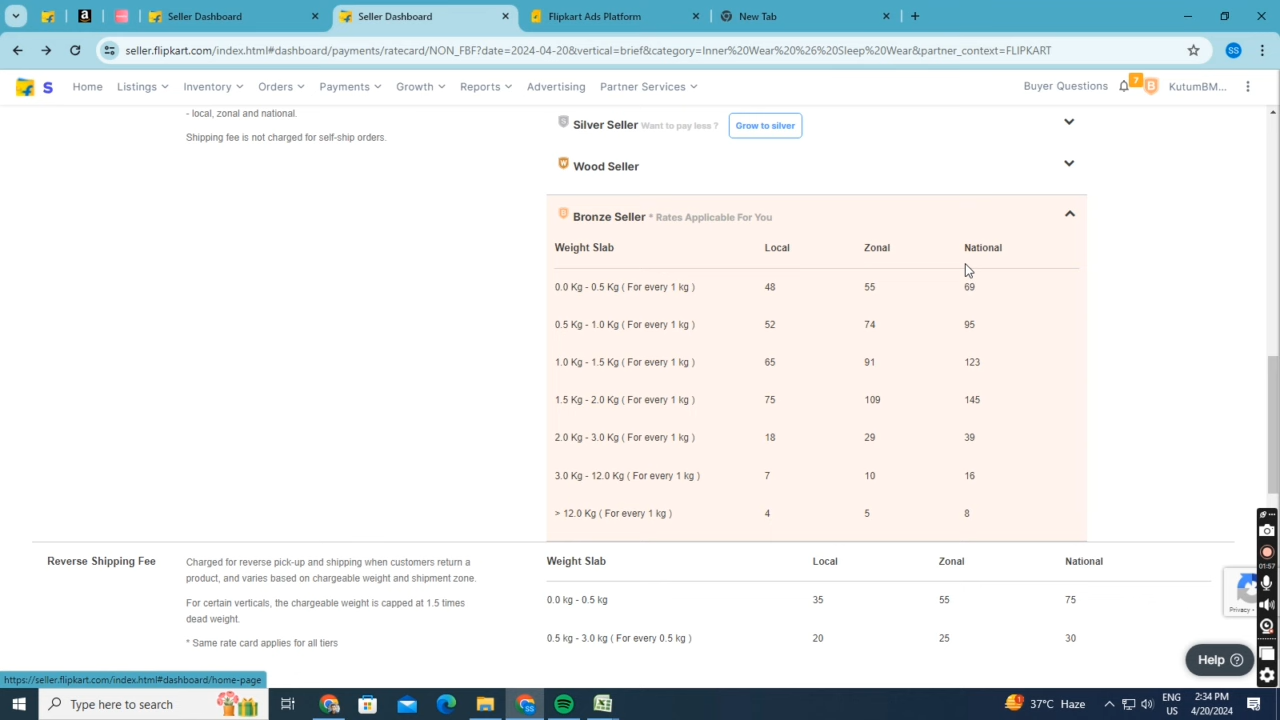 Seller Dashboard
Seller Dashboard
Flipkart Ads Platform
New Tab
seller.flipkart.com/index.html#dashboard/payments/ratecard/NON_FBF?date=2024-04-20&vertical=brief&category=Inner%20Wear%20%26%20Sleep%20Wear&partner_context=FLIPKART
SS
S
Home
Listings
Inventory
Orders
Payments
Growth
Reports
Advertising
Partner Services
Buyer Questions
7
B
KutumBM...
- local, zonal and national.
Shipping fee is not charged for self-ship orders.
S Silver Seller Want to pay less ? Grow to silver
W Wood Seller
B Bronze Seller * Rates Applicable For You
Weight Slab Local Zonal National
0.0 Kg - 0.5 Kg ( For every 1 kg ) 48 55 69
0.5 Kg - 1.0 Kg ( For every 1 kg ) 52 74 95
1.0 Kg - 1.5 Kg ( For every 1 kg ) 65 91 123
1.5 Kg - 2.0 Kg ( For every 1 kg ) 75 109 145
2.0 Kg - 3.0 Kg ( For every 1 kg ) 18 29 39
3.0 Kg - 12.0 Kg ( For every 1 kg ) 7 10 16
> 12.0 Kg ( For every 1 kg ) 4 5 8
Reverse Shipping Fee
Charged for reverse pick-up and shipping when customers return a
product, and varies based on chargeable weight and shipment zone.
For certain verticals, the chargeable weight is capped at 1.5 times
dead weight.
* Same rate card applies for all tiers
Weight Slab Local Zonal National
0.0 kg - 0.5 kg 35 55 75
0.5 kg - 3.0 kg ( For every 0.5 kg ) 20 25 30
01:57
Privacy -
Help
https://seller.flipkart.com/index.html#dashboard/home-page
Type here to search
37°C Haze
ENG
US
2:34 PM
4/20/2024